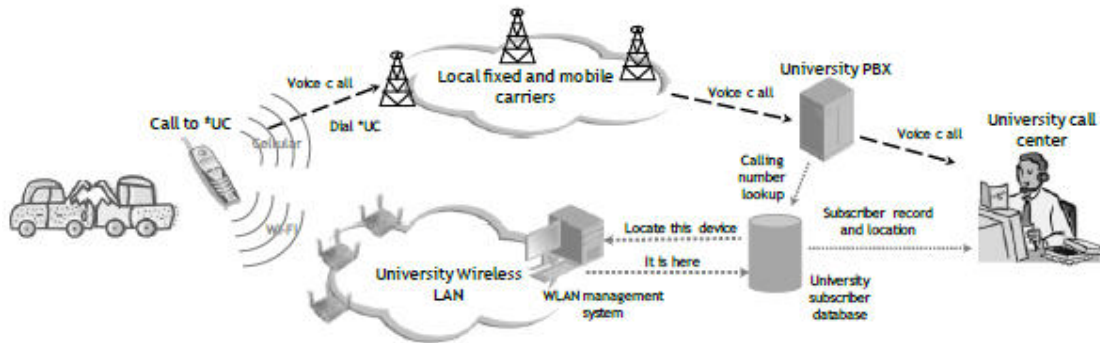 Local fixed and mobile
carriers
University PBX
Voice c all
Voice c all
Call to *UC
Dial *UC
Cellular
Voice c all
University call
center
Calling
number
lookup
Wi-Fi
Locate this device
Subscriber record
and location
It is here
University Wireless
LAN
WLAN management
system
University
subscriber
database